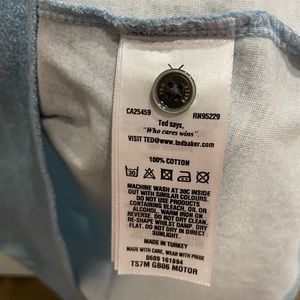 CA25459 RN95229
Ted says,
"Who cares wins"
VISIT TED@www.tedbaker.com
100% COTTON
30
MACHINE WASH AT 30C INSIDE
OUT WITH SIMILAR COLOURS.
DO NOT USE PRODUCTS
CONTAINING BLEACH, OIL OR
ALCOHOL. WARM IRON ON
REVERSE. DO NOT DRY CLEAN.
RE-SHAPE WHILST DAMP. DRY
FLAT. DO NOT DRY IN DIRECT
SUNLIGHT.
MADE IN TURKEY
MADE WITH CARE, WEAR WITH PRIDE
0609 161894
TS7M GB06 MOTOR